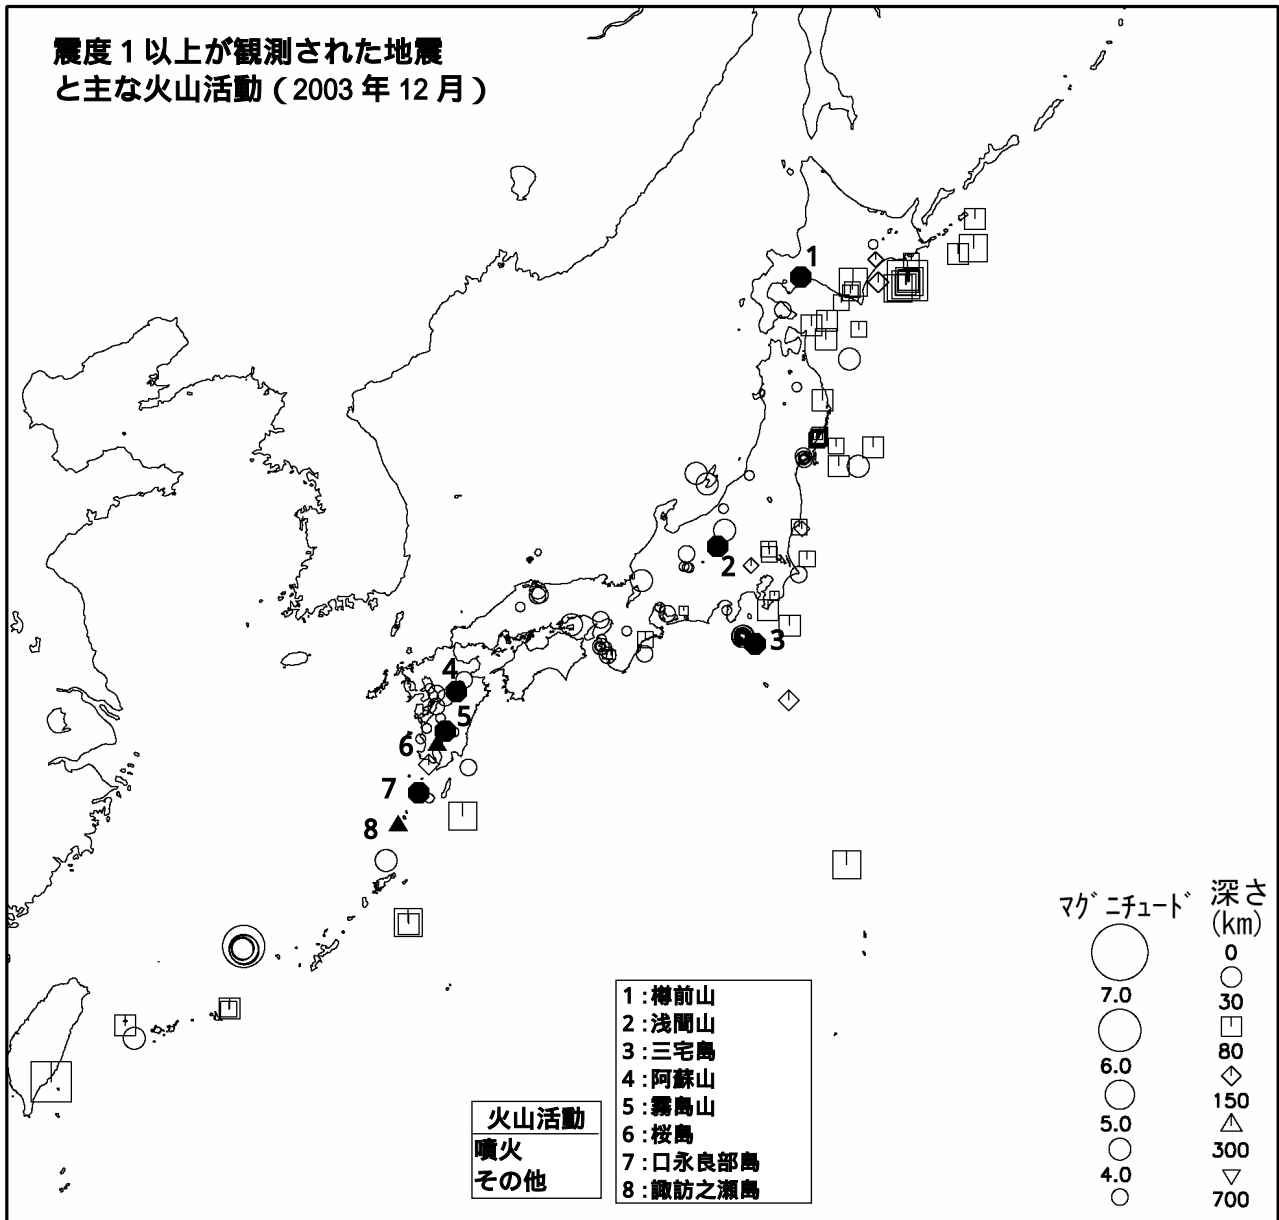 震度１以上が観測された地震
と主な火山活動（2003 年 12 月）
1
2
3
4
5
6
7
8
1 :樽前山
2 :浅間山
3 :三宅島
4 :阿蘇山
5 :霧島山
6 :桜島
7 :口永良部島
8 :諏訪之瀬島
火山活動
噴火
その他
ﾏｸﾞﾆﾁｭｰﾄﾞ
7.0
6.0
5.0
4.0
深さ
(km)
0
30
80
150
300
700